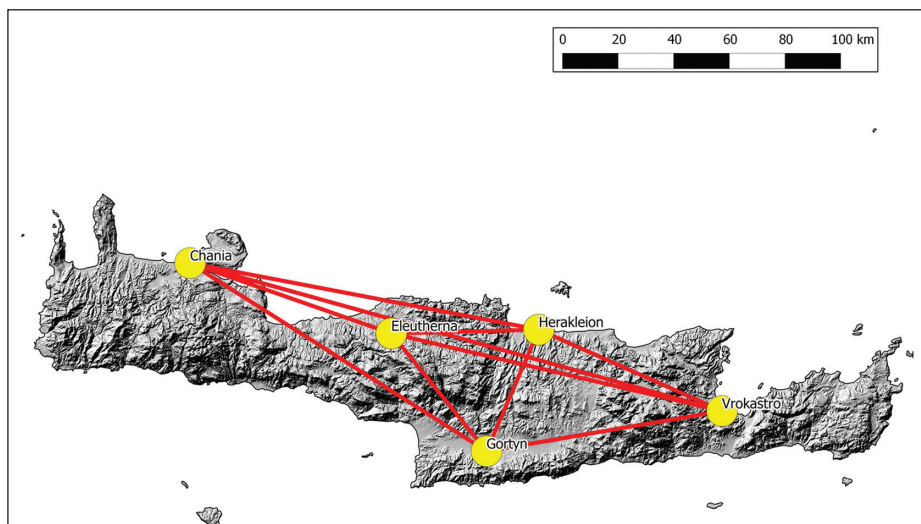 0 20 40 60 80 100 km
Chania
Eleutherna
Herakleion
Vrokastro
Gortyn